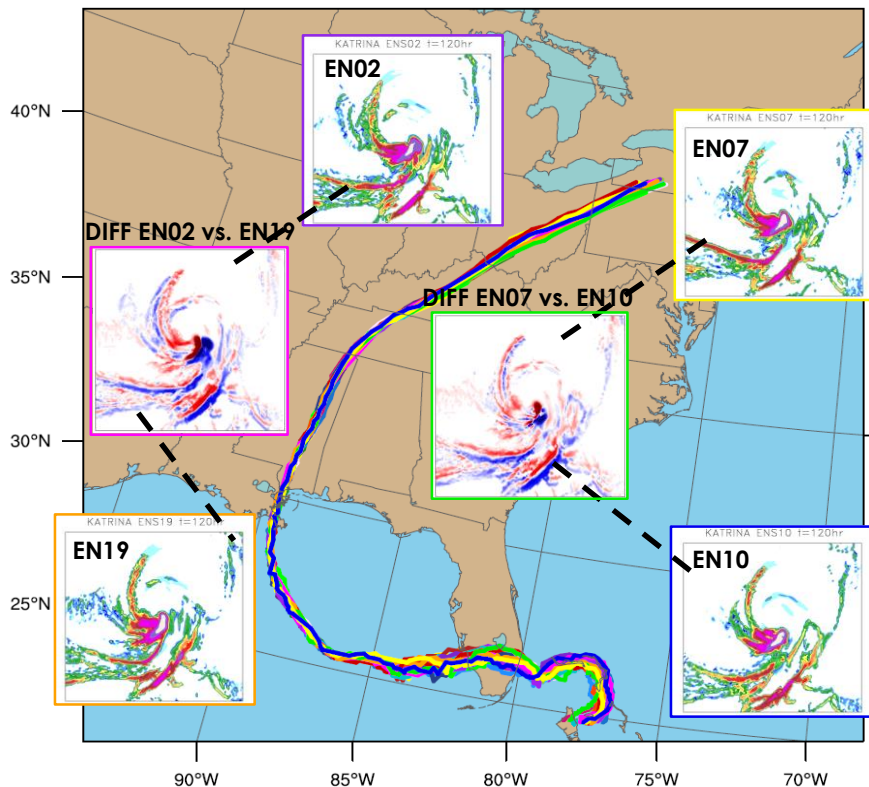 KATRINA ENS02 t=120hr
EN02
40°N
KATRINA ENS07 t=120hr
EN07
DIFF EN02 vs. EN19
35°N
DIFF EN07 vs. EN10
30°N
KATRINA ENS19 t=120hr
EN19
KATRINA ENS10 t=120hr
EN10
25°N
90°W
85°W
80°W
75°W
70°W